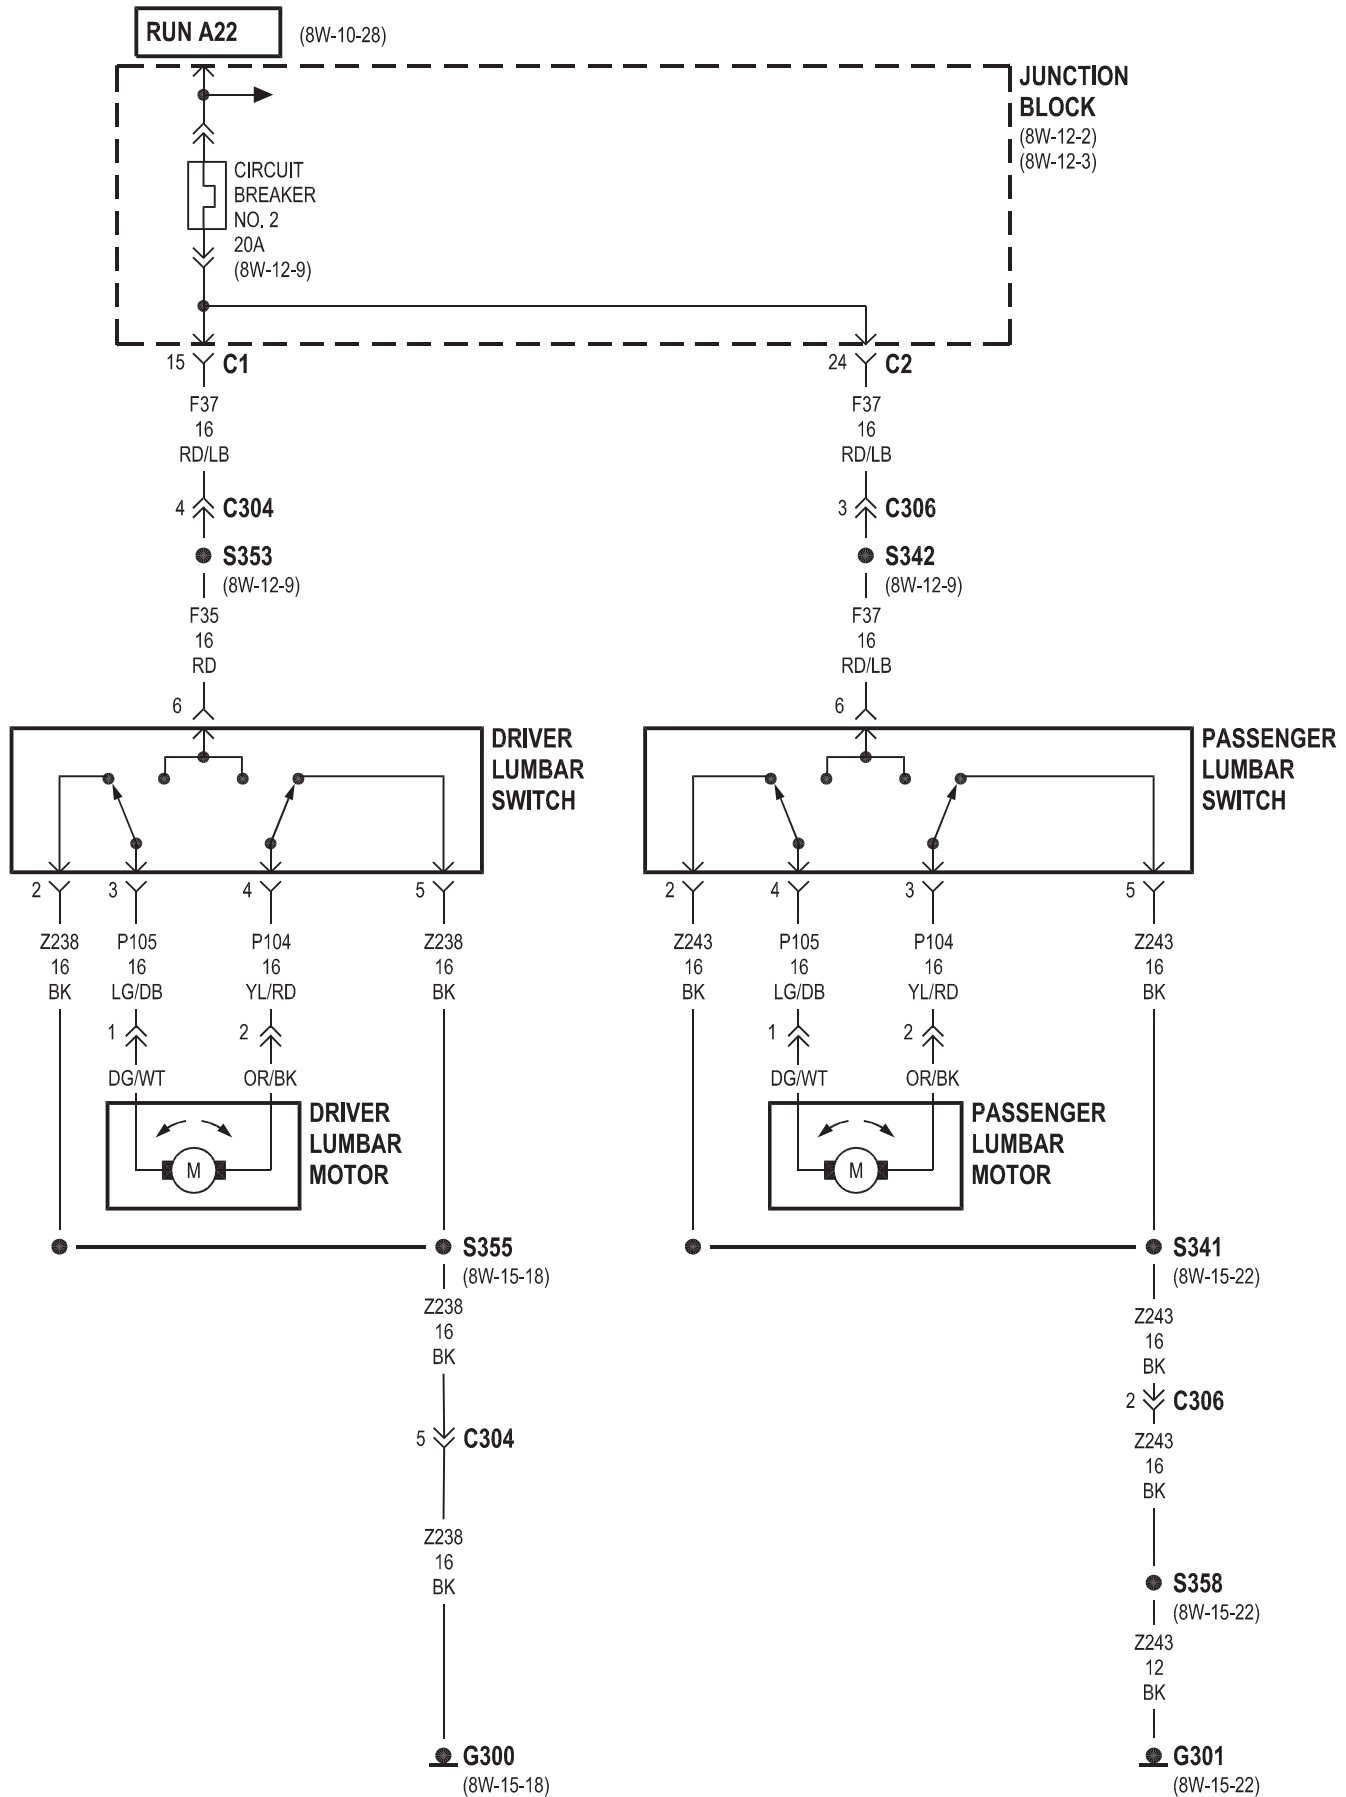 RUN A22
(8W-10-28)
JUNCTION
BLOCK
(8W-12-2)
(8W-12-3)
CIRCUIT
BREAKER
NO. 2
20A
(8W-12-9)
15 C1
24 C2
F37
16
RD/LB
F37
16
RD/LB
4 C304
3 C306
S353
(8W-12-9)
S342
(8W-12-9)
F35
16
RD
F37
16
RD/LB
6
6
DRIVER
LUMBAR
SWITCH
PASSENGER
LUMBAR
SWITCH
2 3 4 5
2 4 3 5
Z238 P105 P104 Z238
16 16 16 16
BK LG/DB YL/RD BK
Z243 P105 P104 Z243
16 16 16 16
BK LG/DB YL/RD BK
1 2
1 2
DG/WT OR/BK
DG/WT OR/BK
DRIVER
LUMBAR
MOTOR
M
PASSENGER
LUMBAR
MOTOR
M
S355
(8W-15-18)
S341
(8W-15-22)
Z238
16
BK
Z243
16
BK
5 C304
2 C306
Z238
16
BK
Z243
16
BK
S358
(8W-15-22)
Z243
12
BK
G300
(8W-15-18)
G301
(8W-15-22)